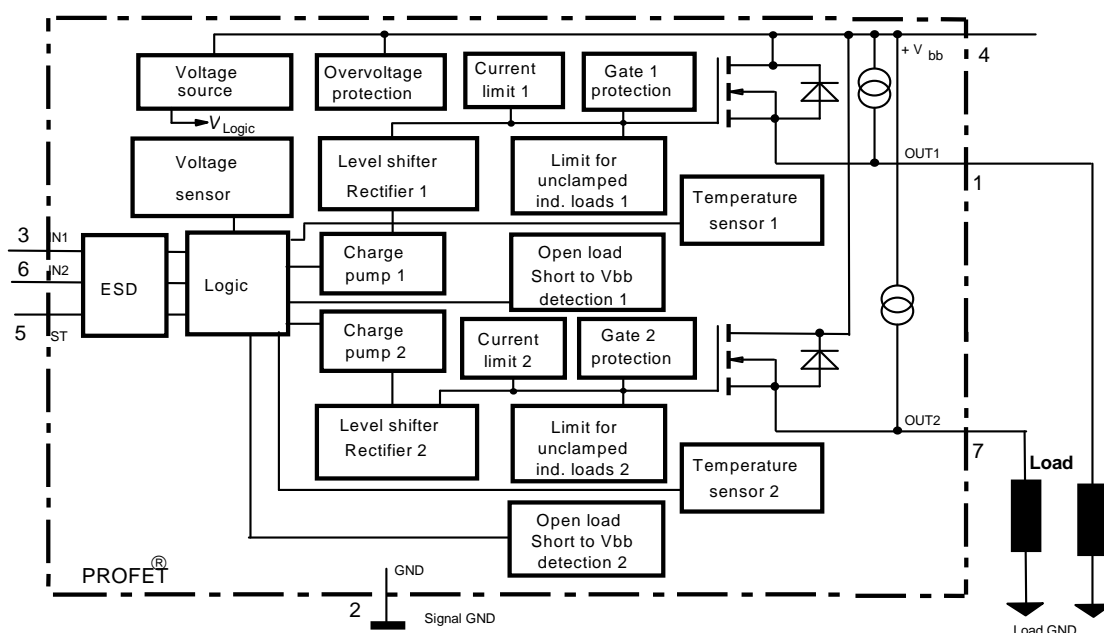 + V bb
4
Voltage
source
Overvoltage
protection
Current
limit 1
Gate 1
protection
V Logic
OUT1
1
Voltage
sensor
Level shifter
Rectifier 1
Limit for
unclamped
ind. loads 1
Temperature
sensor 1
3
IN1
6
IN2
5
ST
ESD
Logic
Charge
pump 1
Open load
Short to Vbb
detection 1
Charge
pump 2
Current
limit 2
Gate 2
protection
Level shifter
Rectifier 2
Limit for
unclamped
ind. loads 2
OUT2
7
Load
Temperature
sensor 2
Open load
Short to Vbb
detection 2
PROFET®
GND
2
Signal GND
Load GND